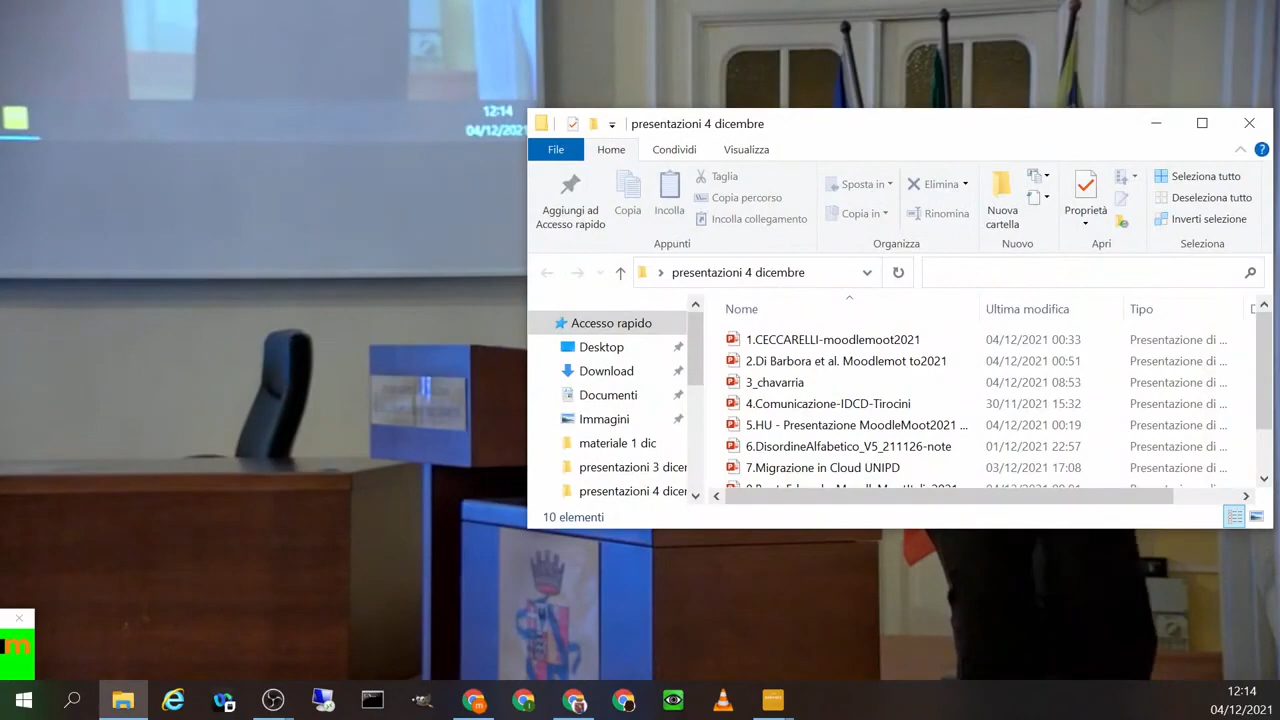 12:14
04/12/2021
presentazioni 4 dicembre
File
Home
Condividi
Visualizza
Aggiungi ad
Accesso rapido
Copia
Incolla
Taglia
Copia percorso
Incolla collegamento
Appunti
Sposta in
Copia in
Elimina
Rinomina
Organizza
Nuova
cartella
Nuovo
Proprietà
Apri
Seleziona tutto
Deseleziona tutto
Inverti selezione
Seleziona
presentazioni 4 dicembre
Accesso rapido
Desktop
Download
Documenti
Immagini
materiale 1 dic
presentazioni 3 dicer
presentazioni 4 dicer
Nome Ultima modifica Tipo
1.CECCARELLI-moodlemoot2021 04/12/2021 00:33 Presentazione di ...
2.Di Barbora et al. Moodlemot to2021 04/12/2021 00:51 Presentazione di ...
3_chavarria 04/12/2021 08:53 Presentazione di ...
4.Comunicazione-IDCD-Tirocini 30/11/2021 15:32 Presentazione di ...
5.HU - Presentazione MoodleMoot2021 ... 04/12/2021 00:19 Presentazione di ...
6.DisordineAlfabetico_V5_211126-note 01/12/2021 22:57 Presentazione di ...
7.Migrazione in Cloud UNIPD 03/12/2021 17:08 Presentazione di ...
10 elementi
m
12:14
04/12/2021